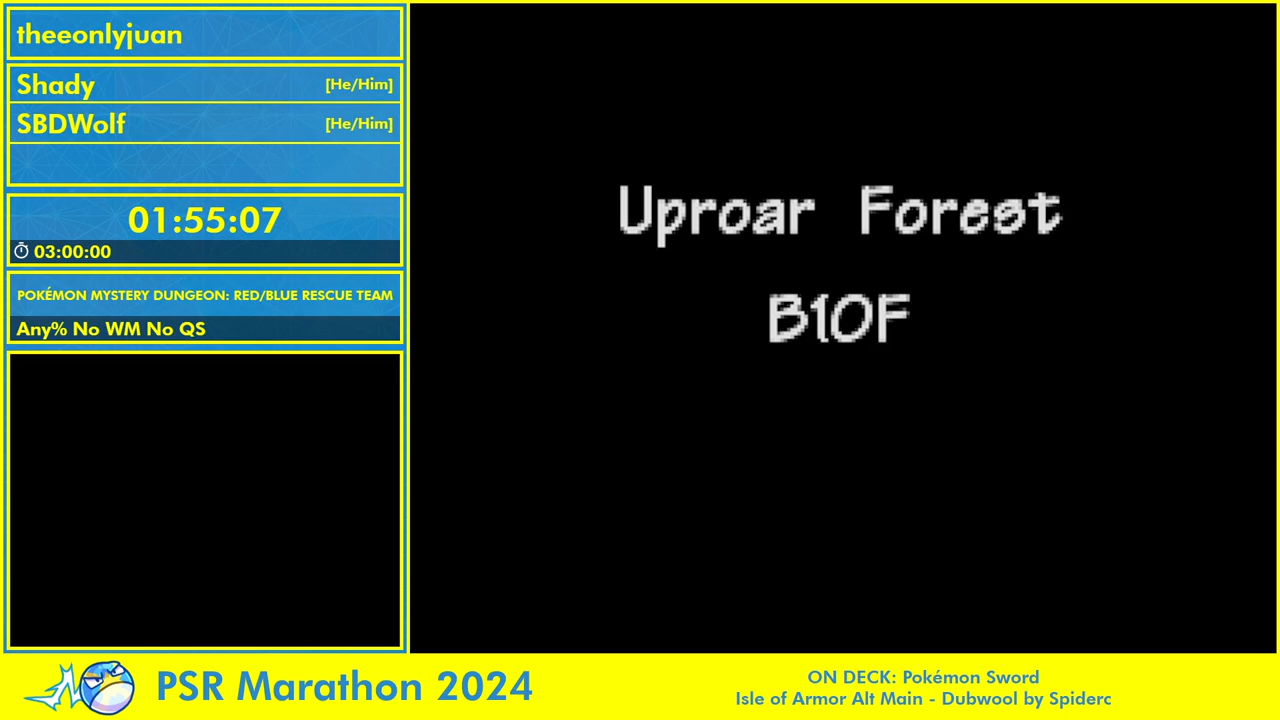 theeonlyjuan
Shady [He/Him]
SBDWolf [He/Him]
01:55:07
03:00:00
POKÉMON MYSTERY DUNGEON: RED/BLUE RESCUE TEAM
Any% No WM No QS
Uproar Forest
B10F
PSR Marathon 2024
ON DECK: Pokémon Sword
Isle of Armor Alt Main - Dubwool by Spiderc